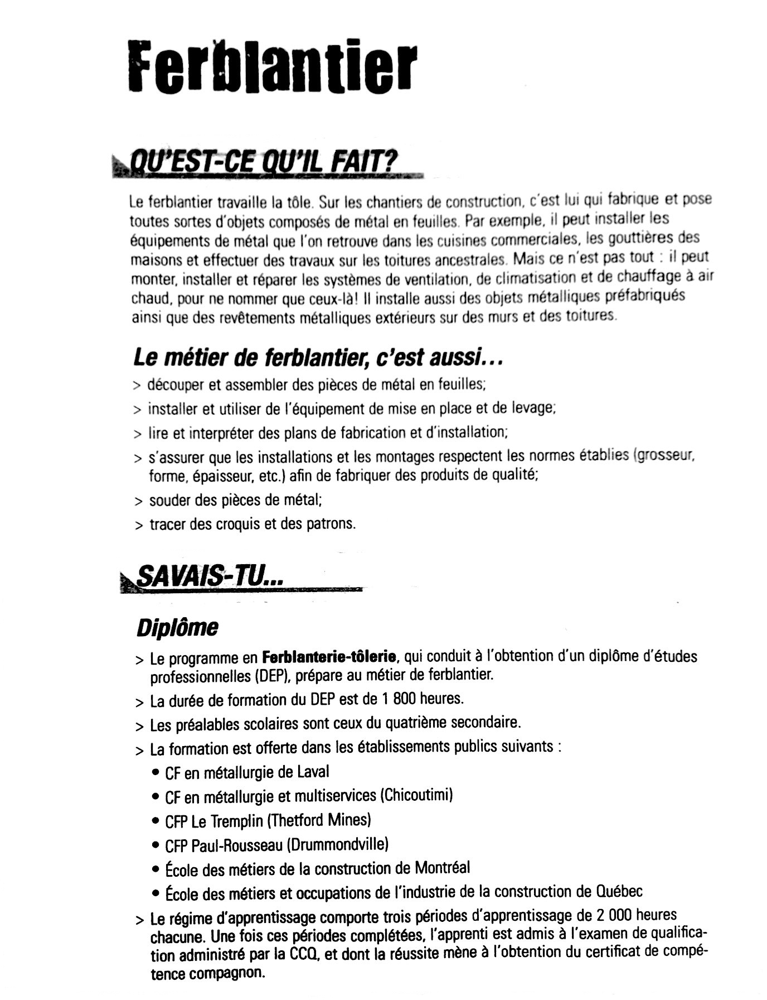 Ferblantier
QU'EST-CE QU'IL FAIT?
Le ferblantier travaille la tôle. Sur les chantiers de construction, c'est lui qui fabrique et pose
toutes sortes d'objets composés de métal en feuilles. Par exemple, il peut installer les
équipements de métal que l'on retrouve dans les cuisines commerciales, les gouttières des
maisons et effectuer des travaux sur les toitures ancestrales. Mais ce n'est pas tout : il peut
monter, installer et réparer les systèmes de ventilation, de climatisation et de chauffage à air
chaud, pour ne nommer que ceux-là! Il installe aussi des objets métalliques préfabriqués
ainsi que des revêtements métalliques extérieurs sur des murs et des toitures.
Le métier de ferblantier, c'est aussi...
> découper et assembler des pièces de métal en feuilles;
> installer et utiliser de l'équipement de mise en place et de levage;
> lire et interpréter des plans de fabrication et d'installation;
> s'assurer que les installations et les montages respectent les normes établies (grosseur,
forme, épaisseur, etc.) afin de fabriquer des produits de qualité;
> souder des pièces de métal;
> tracer des croquis et des patrons.
SAVAIS-TU...
Diplôme
> Le programme en Ferblanterie-tôlerie, qui conduit à l'obtention d'un diplôme d'études
professionnelles (DEP), prépare au métier de ferblantier.
> La durée de formation du DEP est de 1 800 heures.
> Les préalables scolaires sont ceux du quatrième secondaire.
> La formation est offerte dans les établissements publics suivants :
• CF en métallurgie de Laval
• CF en métallurgie et multiservices (Chicoutimi)
• CFP Le Tremplin (Thetford Mines)
• CFP Paul-Rousseau (Drummondville)
• École des métiers de la construction de Montréal
• École des métiers et occupations de l'industrie de la construction de Québec
> Le régime d'apprentissage comporte trois périodes d'apprentissage de 2 000 heures
chacune. Une fois ces périodes complétées, l'apprenti est admis à l'examen de qualifica-
tion administré par la CCQ, et dont la réussite mène à l'obtention du certificat de compé-
tence compagnon.